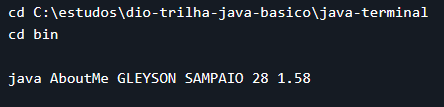 cd C:\estudos\dio-trilha-java-basico\java-terminal
cd bin
java AboutMe GLEYSON SAMPAIO 28 1.58